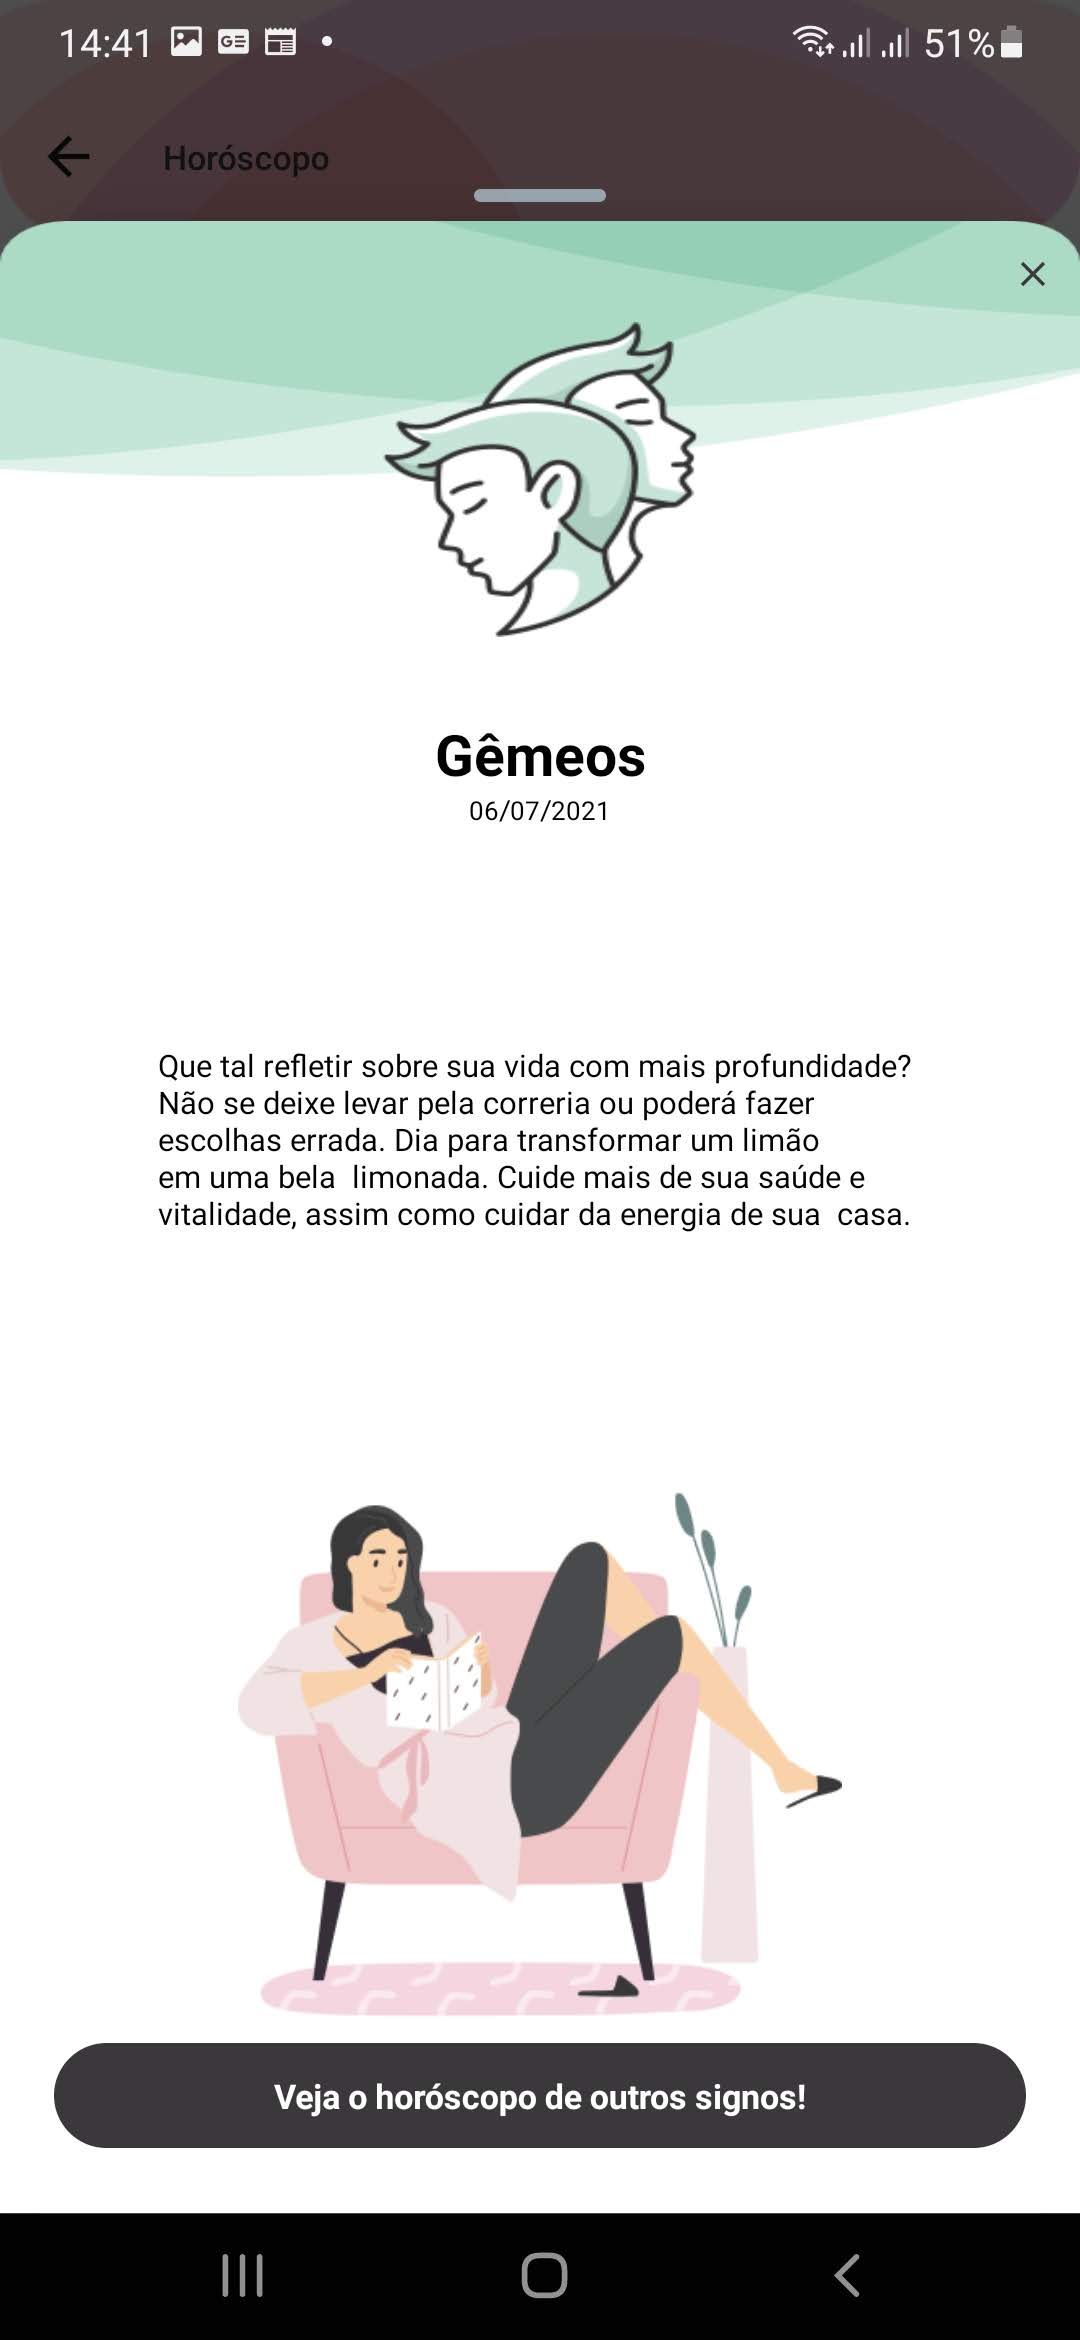 14:41
GE
51%
Horóscopo
Gêmeos
06/07/2021
Que tal refletir sobre sua vida com mais profundidade?
Não se deixe levar pela correria ou poderá fazer
escolhas errada. Dia para transformar um limão
em uma bela  limonada. Cuide mais de sua saúde e
vitalidade, assim como cuidar da energia de sua  casa.
Veja o horóscopo de outros signos!